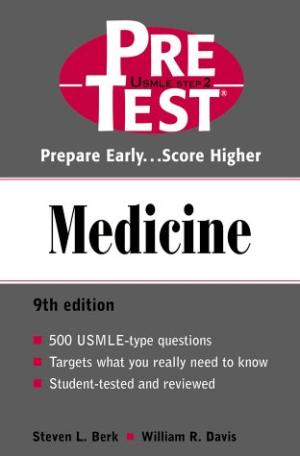 PRE
USMLE STEP 2
TEST®
Prepare Early...Score Higher
Medicine
9th edition
■ 500 USMLE-type questions
■ Targets what you really need to know
■ Student-tested and reviewed
Steven L. Berk ■ William R. Davis